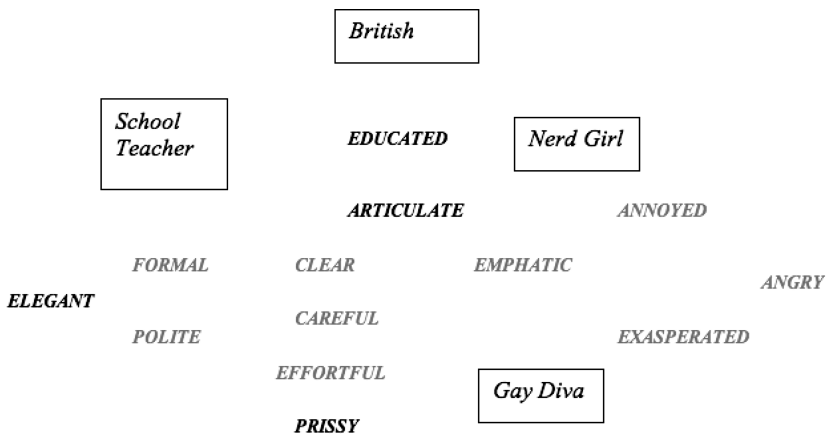 British
School
Teacher
EDUCATED
Nerd Girl
ARTICULATE
ANNOYED
FORMAL
CLEAR
EMPHATIC
ANGRY
ELEGANT
CAREFUL
POLITE
EXASPERATED
EFFORTFUL
Gay Diva
PRISSY